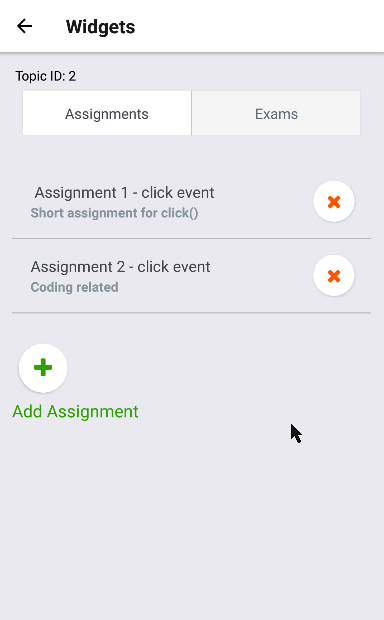 Widgets
Topic ID: 2
Assignments
Exams
Assignment 1 - click event
Short assignment for click()
Assignment 2 - click event
Coding related
Add Assignment